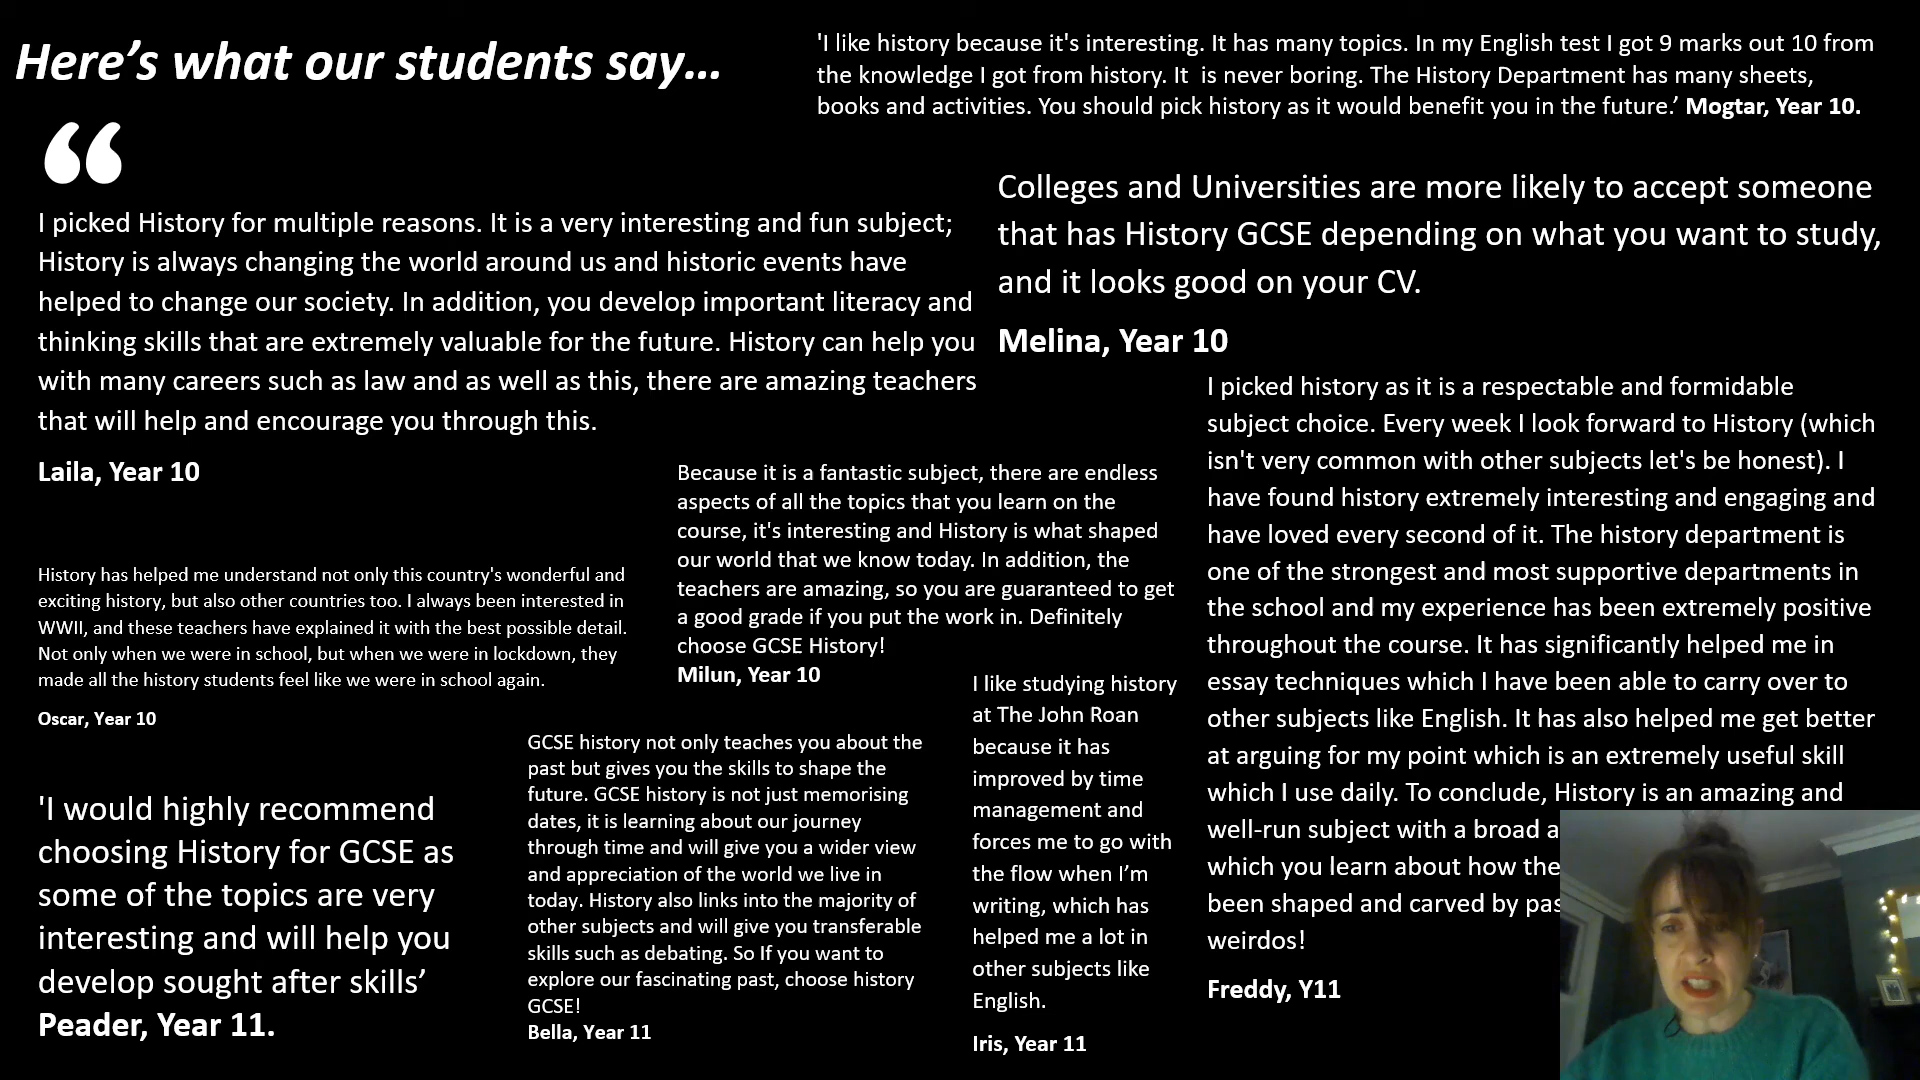 Here’s what our students say…
'I like history because it's interesting. It has many topics. In my English test I got 9 marks out 10 from
the knowledge I got from history. It  is never boring. The History Department has many sheets,
books and activities. You should pick history as it would benefit you in the future.’ Mogtar, Year 10.
“
I picked History for multiple reasons. It is a very interesting and fun subject;
History is always changing the world around us and historic events have
helped to change our society. In addition, you develop important literacy and
thinking skills that are extremely valuable for the future. History can help you
with many careers such as law and as well as this, there are amazing teachers
that will help and encourage you through this.
Laila, Year 10
Colleges and Universities are more likely to accept someone
that has History GCSE depending on what you want to study,
and it looks good on your CV.
Melina, Year 10
History has helped me understand not only this country's wonderful and
exciting history, but also other countries too. I always been interested in
WWII, and these teachers have explained it with the best possible detail.
Not only when we were in school, but when we were in lockdown, they
made all the history students feel like we were in school again.
Oscar, Year 10
Because it is a fantastic subject, there are endless
aspects of all the topics that you learn on the
course, it's interesting and History is what shaped
our world that we know today. In addition, the
teachers are amazing, so you are guaranteed to get
a good grade if you put the work in. Definitely
choose GCSE History!
Milun, Year 10
I picked history as it is a respectable and formidable
subject choice. Every week I look forward to History (which
isn't very common with other subjects let's be honest). I
have found history extremely interesting and engaging and
have loved every second of it. The history department is
one of the strongest and most supportive departments in
the school and my experience has been extremely positive
throughout the course. It has significantly helped me in
essay techniques which I have been able to carry over to
other subjects like English. It has also helped me get better
at arguing for my point which is an extremely useful skill
which I use daily. To conclude, History is an amazing and
well-run subject with a broad a
which you learn about how the
been shaped and carved by pas
weirdos!
Freddy, Y11
'I would highly recommend
choosing History for GCSE as
some of the topics are very
interesting and will help you
develop sought after skills’
Peader, Year 11.
GCSE history not only teaches you about the
past but gives you the skills to shape the
future. GCSE history is not just memorising
dates, it is learning about our journey
through time and will give you a wider view
and appreciation of the world we live in
today. History also links into the majority of
other subjects and will give you transferable
skills such as debating. So If you want to
explore our fascinating past, choose history
GCSE!
Bella, Year 11
I like studying history
at The John Roan
because it has
improved by time
management and
forces me to go with
the flow when I’m
writing, which has
helped me a lot in
other subjects like
English.
Iris, Year 11